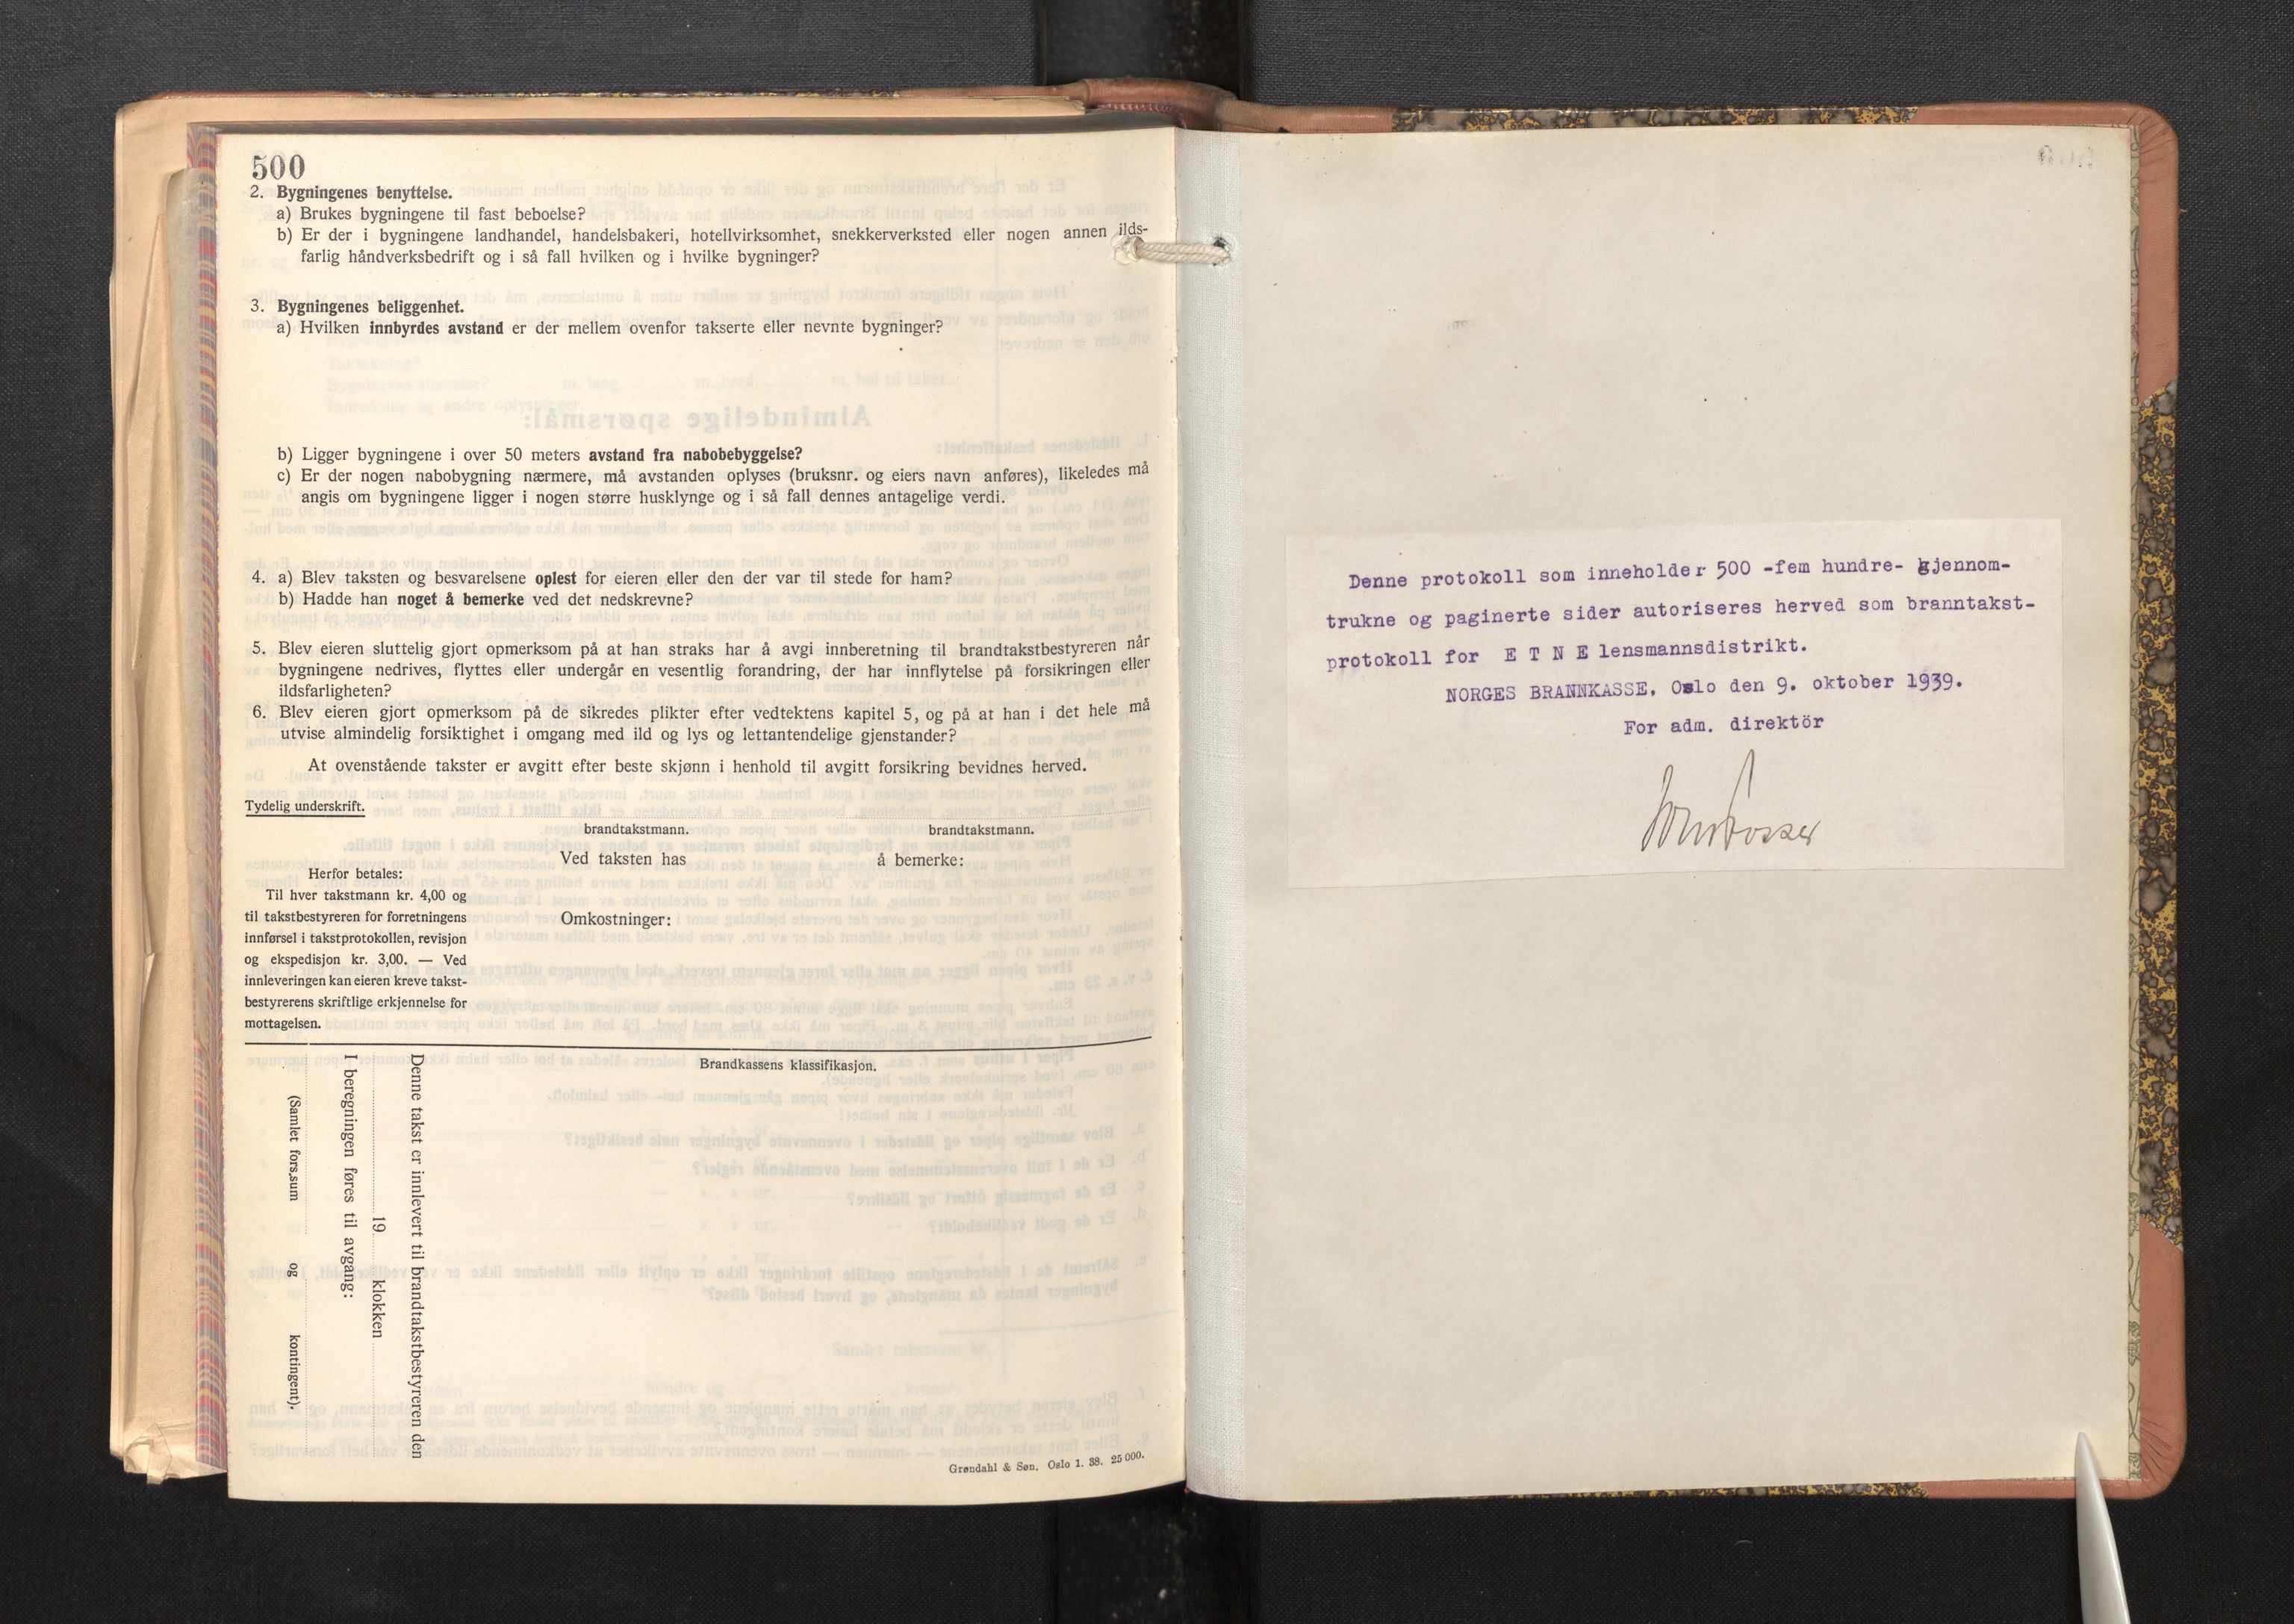 500
2. Bygningenes benyttelse.
a) Brukes bygningene til fast beboelse?
b) Er der i bygningene landhandel, handelsbakeri, hotellvirksomhet, snekkerverksted eller nogen annen ilds-
farlig håndverksbedrift og i så fall hvilken og i hvilke bygninger?
3. Bygningenes beliggenhet.
a) Hvilken innbyrdes avstand er der mellem ovenfor takserte eller nevnte bygninger?
b) Ligger bygningene i over 50 meters avstand fra nabobebyggelse?
c) Er der nogen nabobygning nærmere, må avstanden oplyses (bruksnr. og eiers navn anføres), likeledes må
angis om bygningene ligger i nogen større husklynge og i så fall dennes antagelige verdi.
4. a) Blev taksten og besvarelsene oplest for eieren eller den der var til stede for ham?
b) Hadde han noget å bemerke ved det nedskrevne?
5. Blev eieren sluttelig gjort opmerksom på at han straks har å avgi innberetning til brandtakstbestyreren når
bygningene nedrives, flyttes eller undergår en vesentlig forandring, der har innflytelse på forsikringen eller
ildsfarligheten?
6. Blev eieren gjort opmerksom på de sikredes plikter efter vedtektens kapitel 5, og på at han i det hele må
utvise almindelig forsiktighet i omgang med ild og lys og lettantendelige gjenstander?
At ovenstående takster er avgitt efter beste skjønn i henhold til avgitt forsikring bevidnes herved.
Tydelig underskrift.
brandtakstmann. brandtakstmann.
Ved taksten has å bemerke:
Herfor betales:
Til hver takstmann kr. 4,00 og
til takstbestyreren for forretningens
innførsel i takstprotokollen, revisjon
og ekspedisjon kr. 3,00. — Ved
innleveringen kan eieren kreve takst-
bestyrerens skriftlige erkjennelse for
mottagelsen.
Omkostninger:
Brandkassens klassifikasjon.
Denne takst er innlevert til brandtakstbestyreren den
19 klokken
I beregningen føres til avgang:
(Samlet fors.sum og kontingent).
Grøndahl & Søn. Oslo 1. 38. 25 000.
Denne protokoll som inneholder 500 -fem hundre- gjennom-
trukne og paginerte sider autoriseres herved som branntakst-
protokoll for E T N E lensmannsdistrikt.
NORGES BRANNKASSE, Oslo den 9. oktober 1939.
For adm. direktör